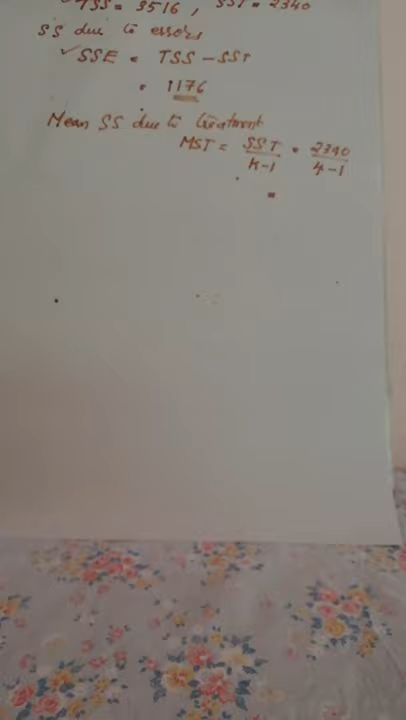 ✓TSS = 3516, SST = 2340
SS due to errors
✓SSE = TSS - SST
= 1176
Mean SS due to treatment
MST = SST/K-1 = 2340/4-1
=